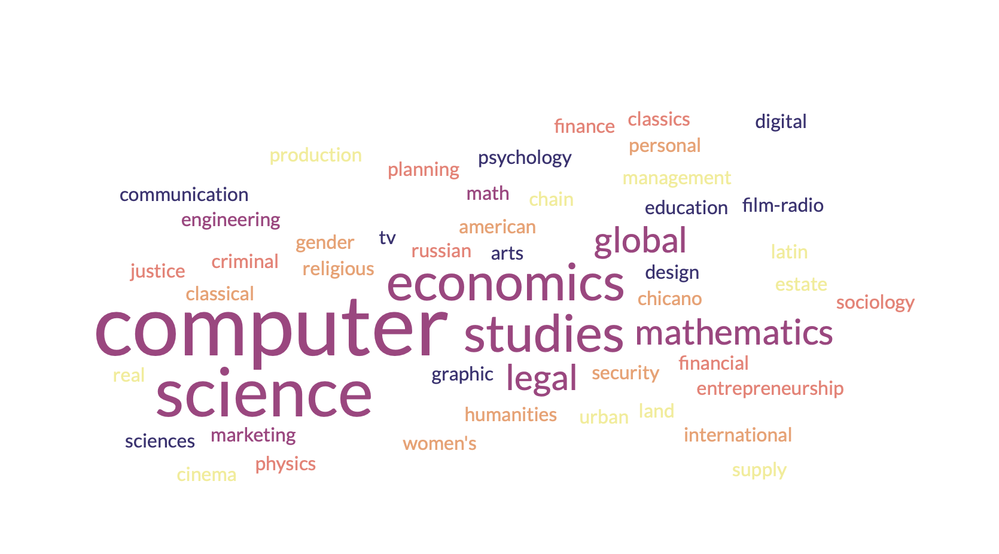 classics
digital
finance
personal
production
psychology
planning
management
communication
math
chain
education
film-radio
engineering
american
gender
tv
global
russian
arts
latin
criminal
justice
religious
economics
design
estate
classical
chicano
sociology
computer
studies
mathematics
real
science
graphic
legal
security
financial
entrepreneurship
humanities
urban
land
sciences
marketing
women's
international
cinema
physics
supply